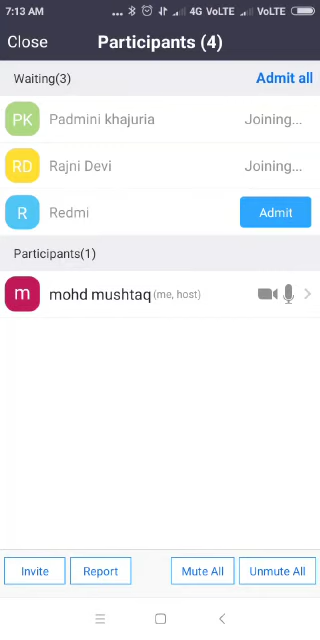 7:13 AM ... 4G VoLTE VoLTE
Close Participants (4)
Waiting(3) Admit all
PK Padmini khajuria Joining...
RD Rajni Devi Joining...
R Redmi Admit
Participants(1)
m mohd mushtaq (me, host)
Invite Report Mute All Unmute All